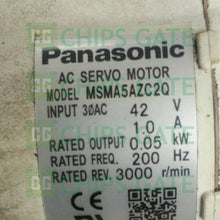 CHIPS GATE
Panasonic
AC SERVO MOTOR
MODEL MSMA5AZC2Q
INPUT 3ØAC 42 V
1.0 A
RATED OUTPUT 0.05 kW
RATED FREQ. 200 Hz
RATED REV. 3000 r/min